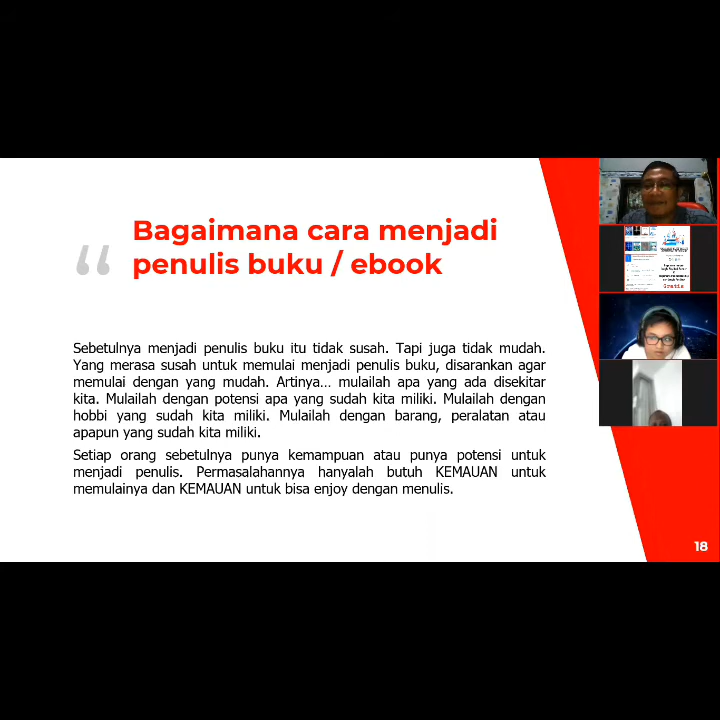 Bagaimana cara menjadi
penulis buku / ebook
“
Sebetulnya menjadi penulis buku itu tidak susah. Tapi juga tidak mudah.
Yang merasa susah untuk memulai menjadi penulis buku, disarankan agar
memulai dengan yang mudah. Artinya… mulailah apa yang ada disekitar
kita. Mulailah dengan potensi apa yang sudah kita miliki. Mulailah dengan
hobbi yang sudah kita miliki. Mulailah dengan barang, peralatan atau
apapun yang sudah kita miliki.
Setiap orang sebetulnya punya kemampuan atau punya potensi untuk
menjadi penulis. Permasalahannya hanyalah butuh KEMAUAN untuk
memulainya dan KEMAUAN untuk bisa enjoy dengan menulis.
18